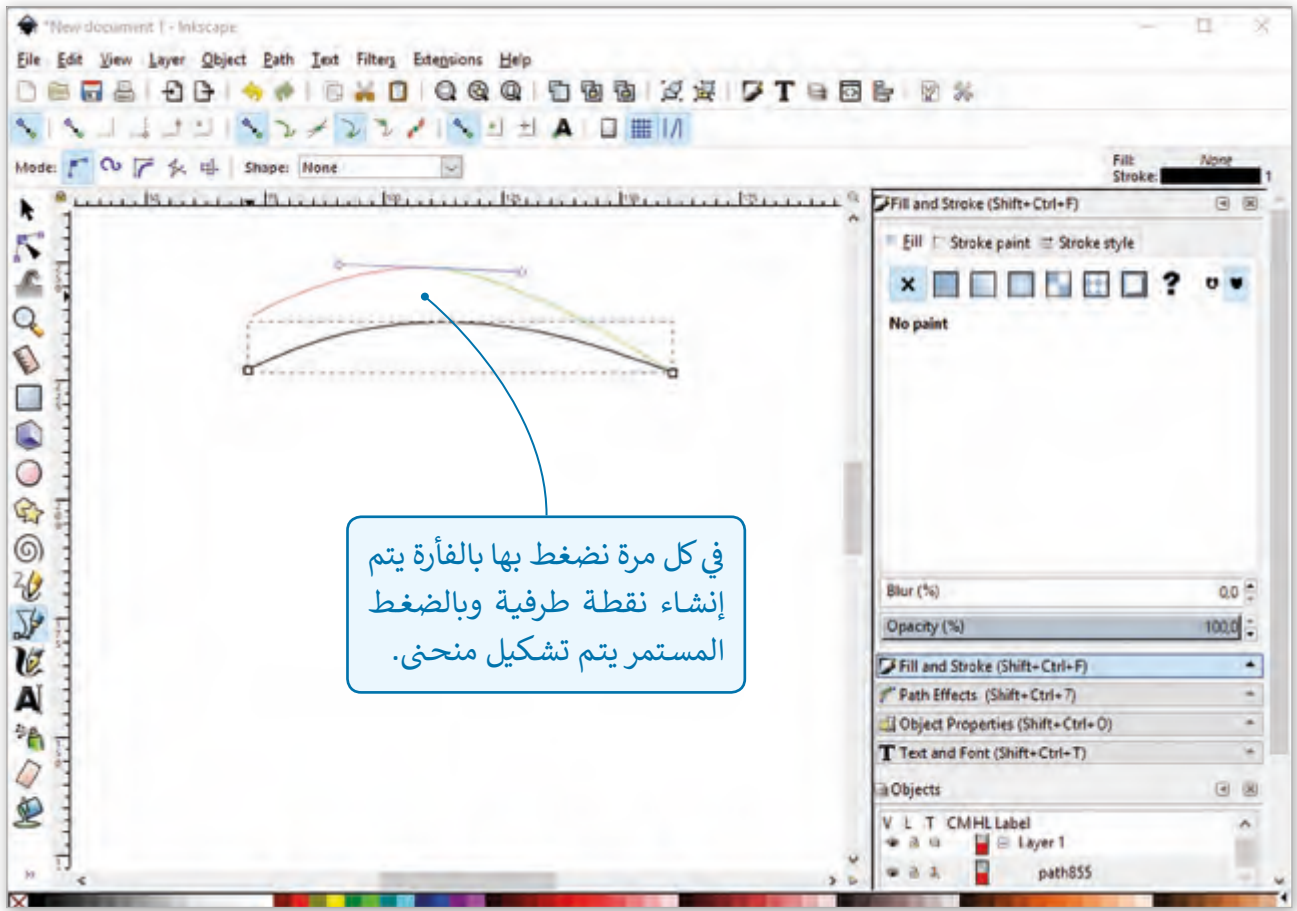 *New document 1 - Inkscape
File Edit View Layer Object Path Text Filters Extensions Help
Mode: Shape: None
Fill: None
Stroke: 1
Fill and Stroke (Shift+Ctrl+F)
Fill Stroke paint Stroke style
No paint
في كل مرة نضغط بها بالفأرة يتم
إنشاء نقطة طرفية وبالضغط
المستمر يتم تشكيل منحنى.
Blur (%) 0,0
Opacity (%) 100,0
Fill and Stroke (Shift+Ctrl+F)
Path Effects (Shift+Ctrl+7)
Object Properties (Shift+Ctrl+O)
Text and Font (Shift+Ctrl+T)
Objects
V L T CMHL Label
Layer 1
path855